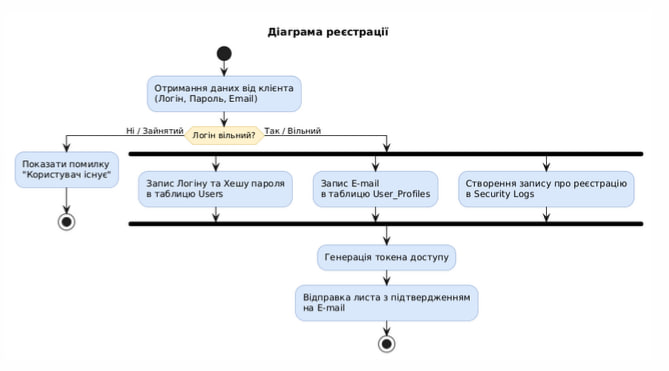 Діаграма реєстрації
Отримання даних від клієнта
(Логін, Пароль, Email)
Ні / Зайнятий
Логін вільний?
Так / Вільний
Показати помилку
"Користувач існує"
Запис Логіну та Хешу пароля
в таблицю Users
Запис E-mail
в таблицю User_Profiles
Створення запису про реєстрацію
в Security Logs
Генерація токена доступу
Відправка листа з підтвердженням
на E-mail